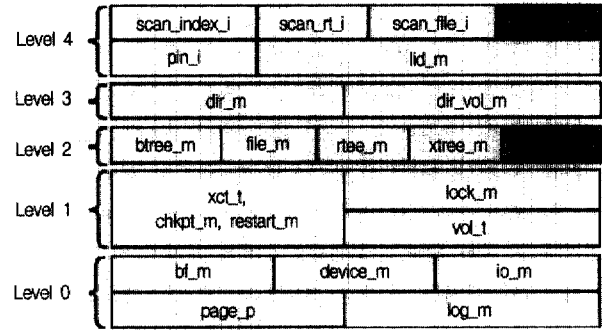 Level 4
scan_index_i scan_rt_i scan_file_i
pin_i lid_m
Level 3
dir_m dir_vol_m
Level 2
btree_m file_m rtee_m xtree_m
Level 1
xct_t,
chkpt_m, restart_m
lock_m
vol_t
Level 0
bf_m device_m io_m
page_p log_m